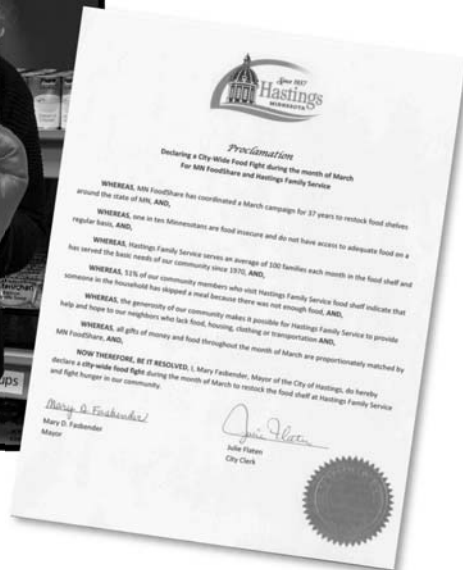 Since 1857
Hastings
MINNESOTA
Proclamation
Declaring a City-Wide Food Fight during the month of March
For MN FoodShare and Hastings Family Service
WHEREAS, MN FoodShare has coordinated a March campaign for 37 years to restock food shelves
around the state of MN, AND,
WHEREAS, one in ten Minnesotans are food insecure and do not have access to adequate food on a
regular basis, AND,
WHEREAS, Hastings Family Service serves an average of 100 families each month in the food shelf and
has served the basic needs of our community since 1970, AND,
WHEREAS, 51% of our community members who visit Hastings Family Service food shelf indicate that
someone in the household has skipped a meal because there was not enough food, AND,
WHEREAS, the generosity of our community makes it possible for Hastings Family Service to provide
help and hope to our neighbors who lack food, housing, clothing or transportation AND,
WHEREAS, all gifts of money and food throughout the month of March are proportionately matched by
MN FoodShare, AND,
NOW THEREFORE, BE IT RESOLVED, I, Mary Fasbender, Mayor of the City of Hastings, do hereby
declare a city-wide food fight during the month of March to restock the food shelf at Hastings Family Service
and fight hunger in our community.
Mary D. Fasbender
Mary D. Fasbender
Mayor
Julie Flaten
Julie Flaten
City Clerk
ups